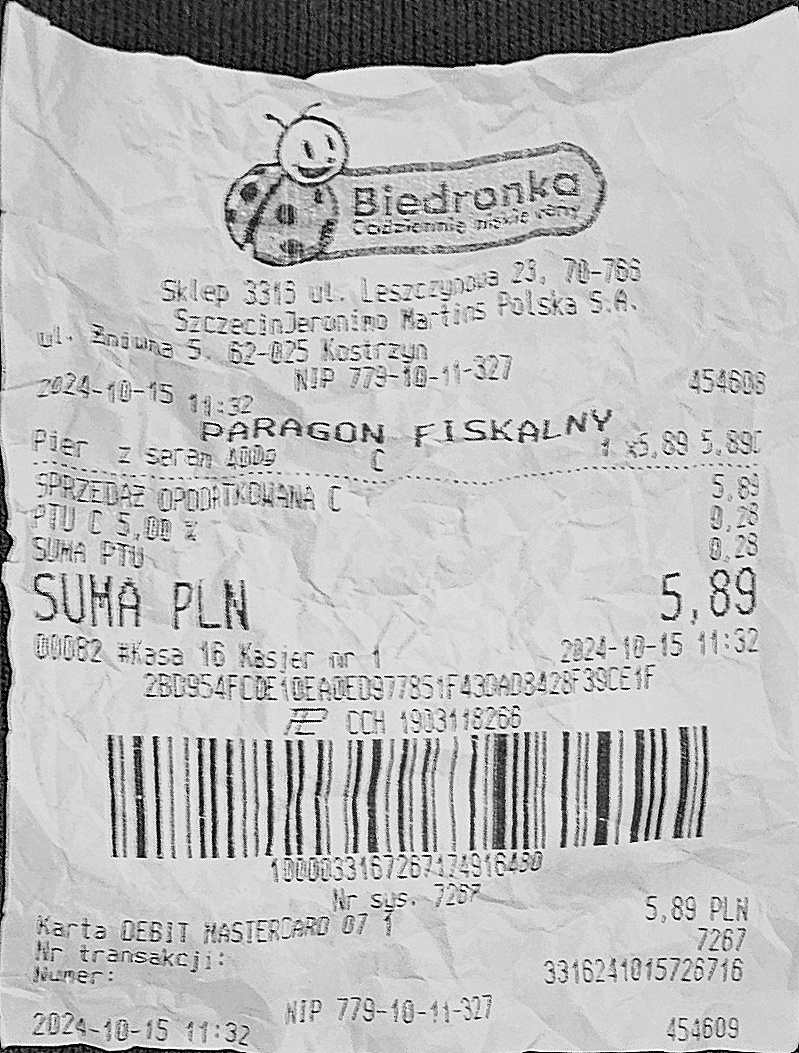 Biedronka
Codziennie niskie ceny
Sklep 3316 ul. Leszczynowa 23, 70-766
SzczecinJeronimo Martins Polska S.A.
ul. Żniwna 5, 62-025 Kostrzyn
NIP 779-10-11-327
2024-10-15 11:32 454608
PARAGON FISKALNY
Pier z seram 400g C 1 x5,89 5,89C
SPRZEDAŻ OPODATKOWANA C 5,89
PTU C 5,00 % 0,28
SUMA PTU 0,28
SUMA PLN 5,89
00082 #Kasa 16 Kasjer nr 1 2024-10-15 11:32
CCH 1903118266
1000033167267174916480
Nr sys. 7267
Karta DEBIT MASTERCARD 07 1 5,89 PLN
Nr transakcji: 7267
Numer: 3316241015726716
NIP 779-10-11-327
2024-10-15 11:32 454609